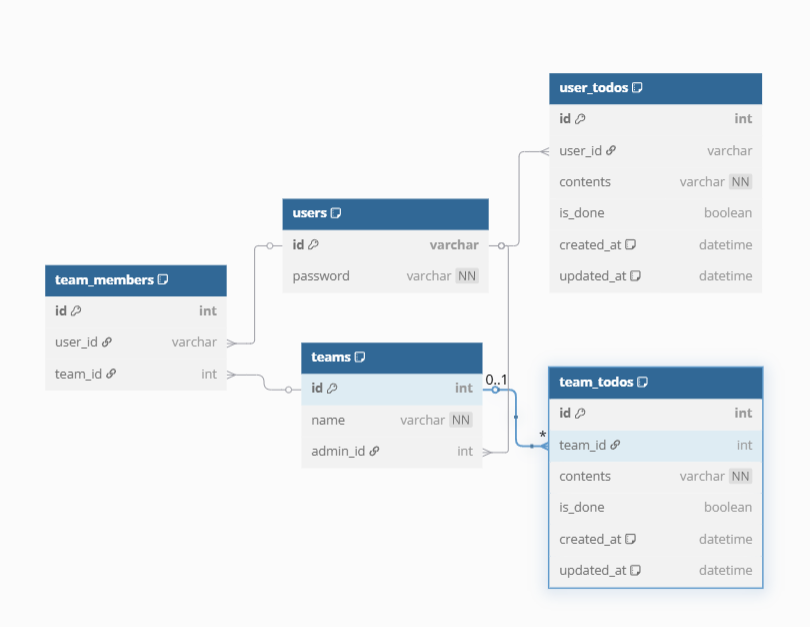 user_todos
id int
user_id varchar
contents varchar NN
is_done boolean
created_at datetime
updated_at datetime
users
id varchar
password varchar NN
team_members
id int
user_id varchar
team_id int
teams
id int
name varchar NN
admin_id int
0..1
*
team_todos
id int
team_id int
contents varchar NN
is_done boolean
created_at datetime
updated_at datetime